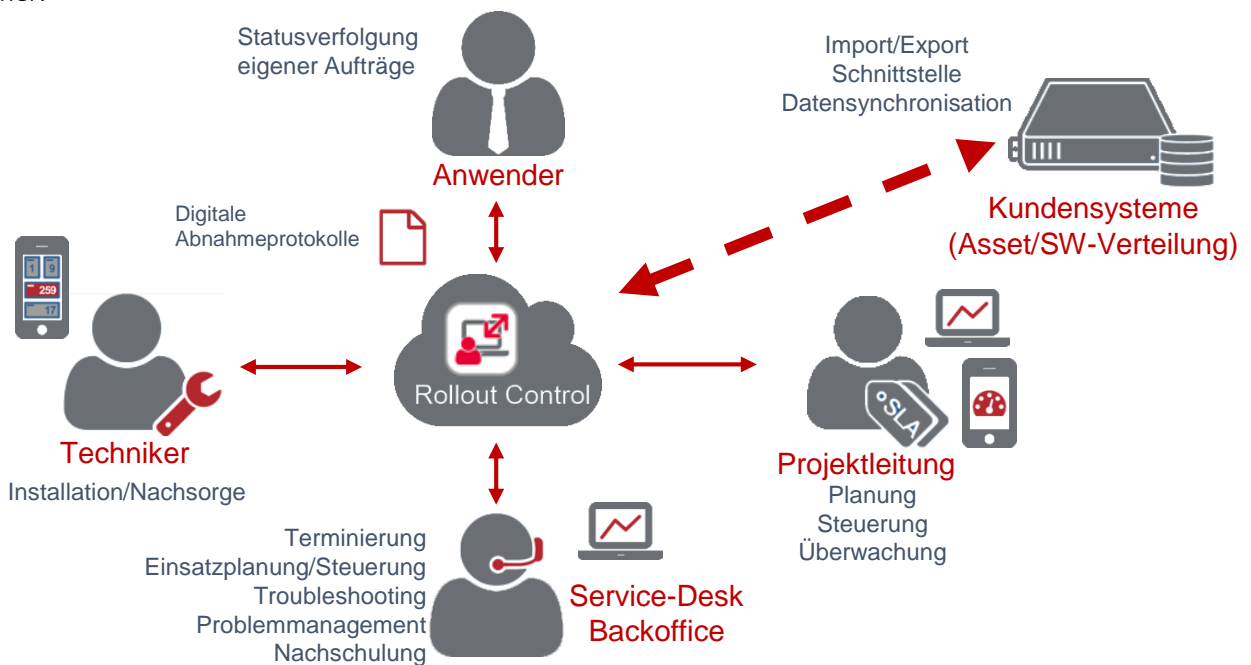 Statusverfolgung
eigener Aufträge
Import/Export
Schnittstelle
Datensynchronisation
Anwender
Digitale
Abnahmeprotokolle
Kundensysteme
(Asset/SW-Verteilung)
1 9
259
17
Rollout Control
SLA
Techniker
Installation/Nachsorge
Projektleitung
Planung
Steuerung
Überwachung
Terminierung
Einsatzplanung/Steuerung
Troubleshooting
Problemmanagement
Nachschulung
Service-Desk
Backoffice